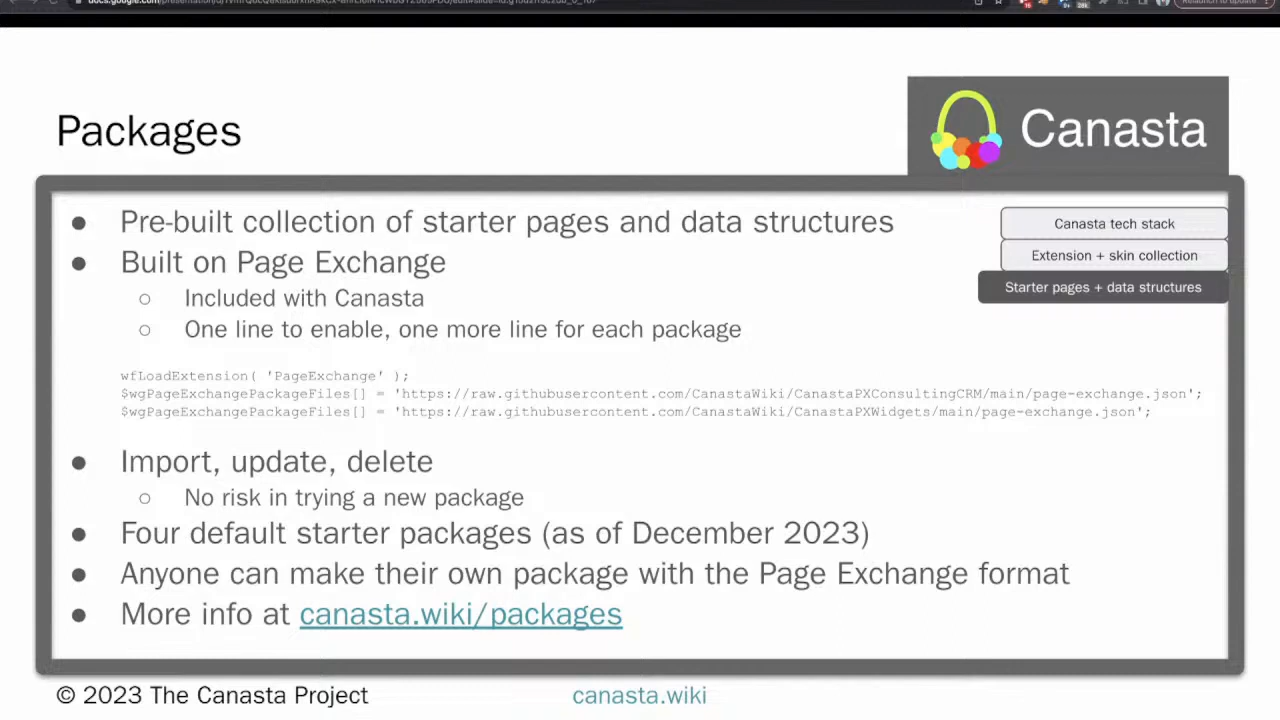 Packages
Canasta
● Pre-built collection of starter pages and data structures
● Built on Page Exchange
○ Included with Canasta
○ One line to enable, one more line for each package
Canasta tech stack
Extension + skin collection
Starter pages + data structures
wfLoadExtension( 'PageExchange' );
$wgPageExchangePackageFiles[] = 'https://raw.githubusercontent.com/CanastaWiki/CanastaPXConsultingCRM/main/page-exchange.json';
$wgPageExchangePackageFiles[] = 'https://raw.githubusercontent.com/CanastaWiki/CanastaPXWidgets/main/page-exchange.json';
● Import, update, delete
○ No risk in trying a new package
● Four default starter packages (as of December 2023)
● Anyone can make their own package with the Page Exchange format
● More info at canasta.wiki/packages
© 2023 The Canasta Project
canasta.wiki